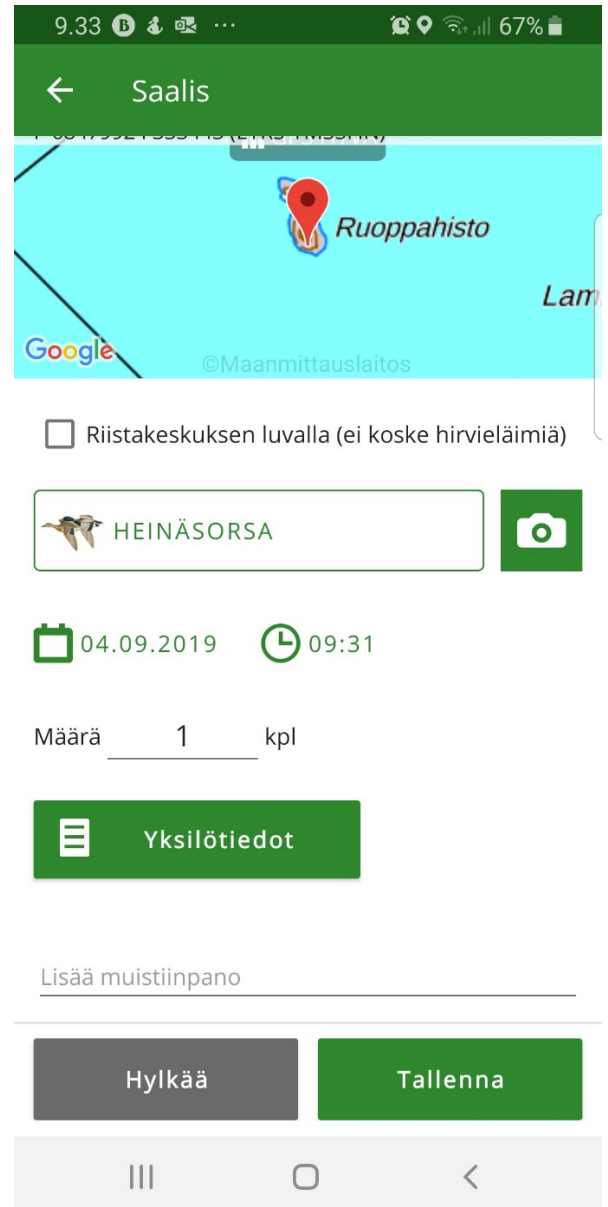 9.33 67%
Saalis
Ruoppahisto
Lam
Google
©Maanmittauslaitos
Riistakeskuksen luvalla (ei koske hirvieläimiä)
HEINÄSORSA
04.09.2019 09:31
Määrä 1 kpl
Yksilötiedot
Lisää muistiinpano
Hylkää Tallenna